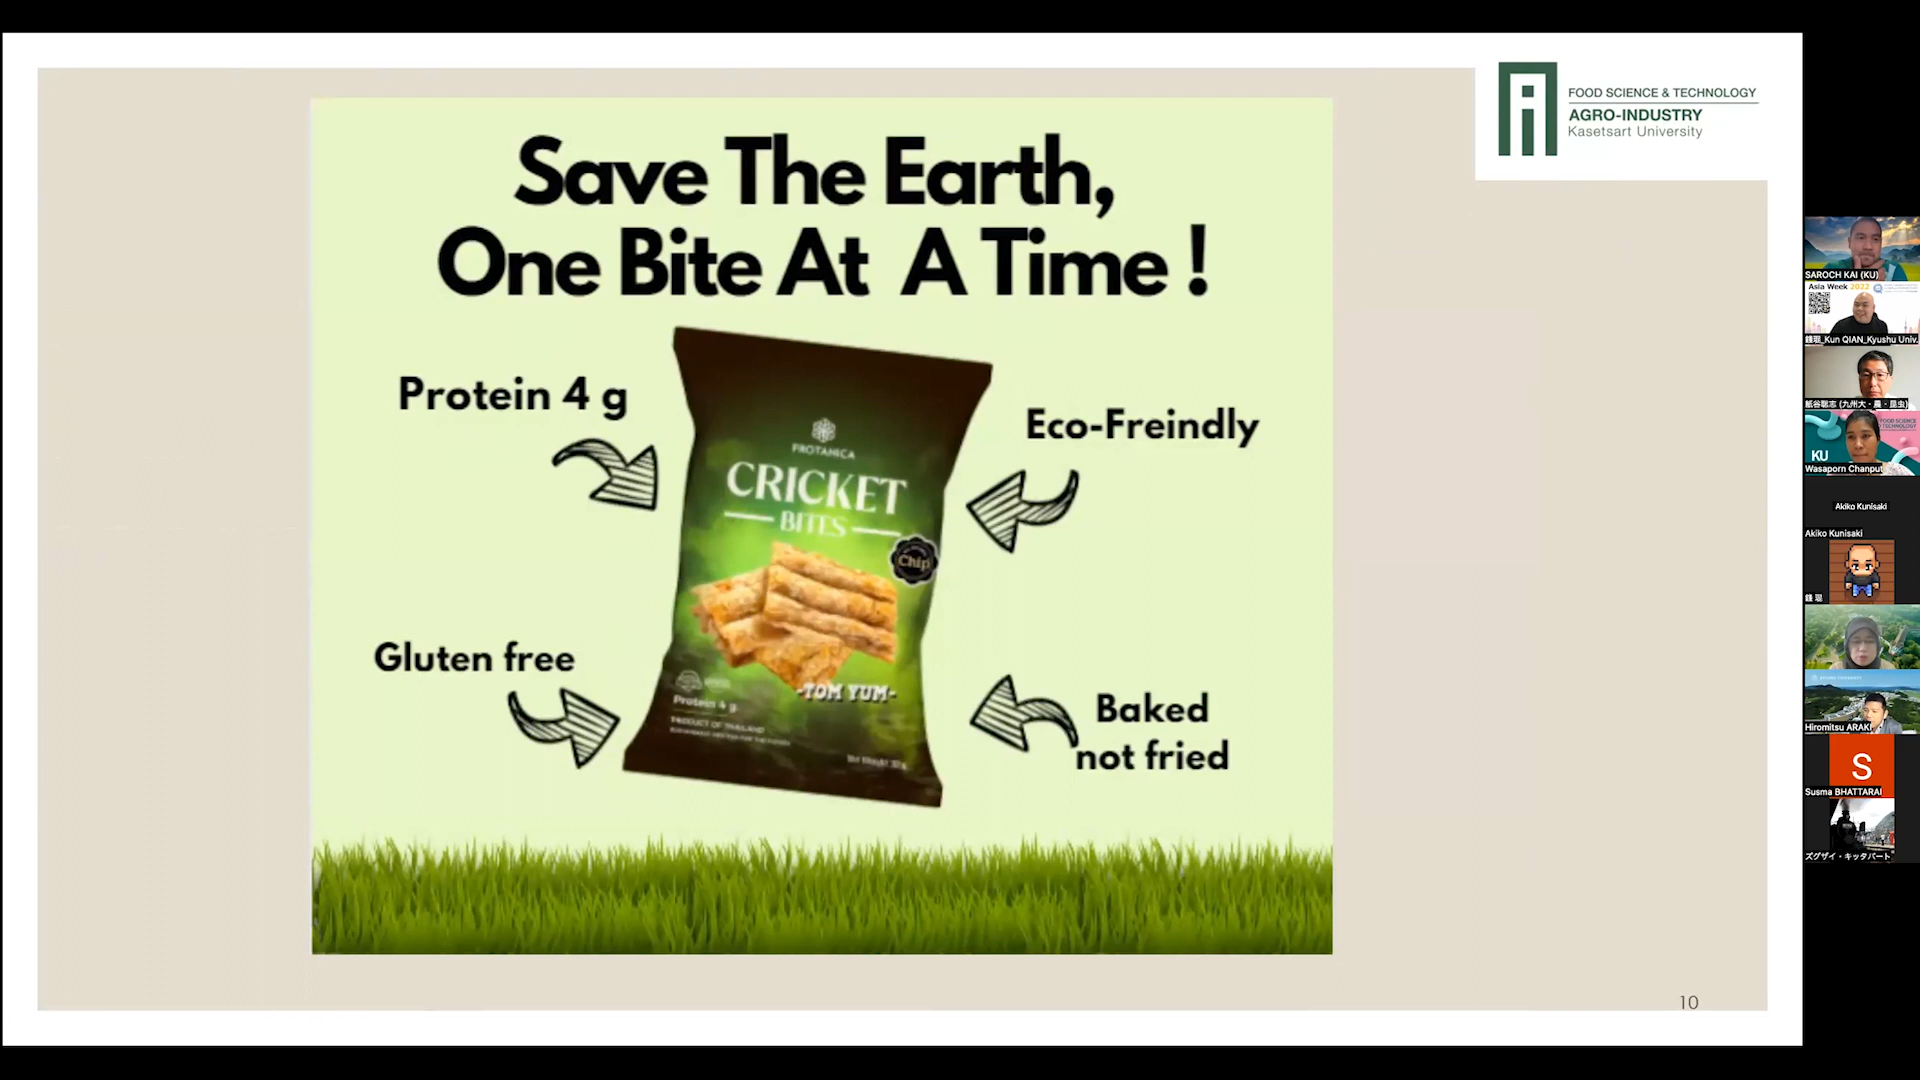 FOOD SCIENCE & TECHNOLOGY
AGRO-INDUSTRY
Kasetsart University
Save The Earth,
One Bite At A Time !
Protein 4 g
Eco-Freindly
Gluten free
Baked
not fried
PROTANICA
CRICKET
BITES
Chip
-TOM YUM-
Protein 4 g
PRODUCT OF THAILAND
10
SAROCH KAI (KU)
Asia Week 2022
錢琨_Kun QIAN_Kyushu Univ.
紙谷聡志 (九州大・農・昆虫)
FOOD SCIENCE
KU
Wasaporn Chanput
Akiko Kunisaki
Akiko Kunisaki
錢 琨
Hiromitsu ARAKI
S
Susma BHATTARAI
ズグザイ・キッタパート